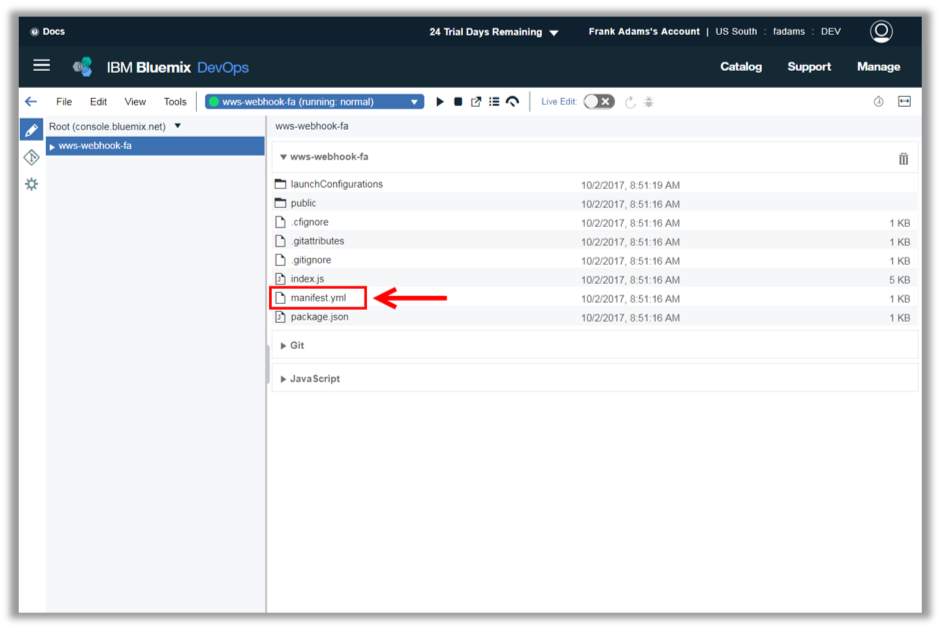 Docs
24 Trial Days Remaining
Frank Adams's Account | US South : fadams : DEV
IBM Bluemix DevOps
Catalog Support Manage
File Edit View Tools
wws-webhook-fa (running: normal)
Live Edit:
Root (console.bluemix.net)
wws-webhook-fa
wws-webhook-fa
wws-webhook-fa
launchConfigurations 10/2/2017, 8:51:19 AM
public 10/2/2017, 8:51:16 AM
.cfignore 10/2/2017, 8:51:16 AM 1 KB
.gitattributes 10/2/2017, 8:51:16 AM 1 KB
.gitignore 10/2/2017, 8:51:16 AM 1 KB
index.js 10/2/2017, 8:51:16 AM 5 KB
manifest.yml 10/2/2017, 8:51:16 AM 1 KB
package.json 10/2/2017, 8:51:16 AM 1 KB
Git
JavaScript